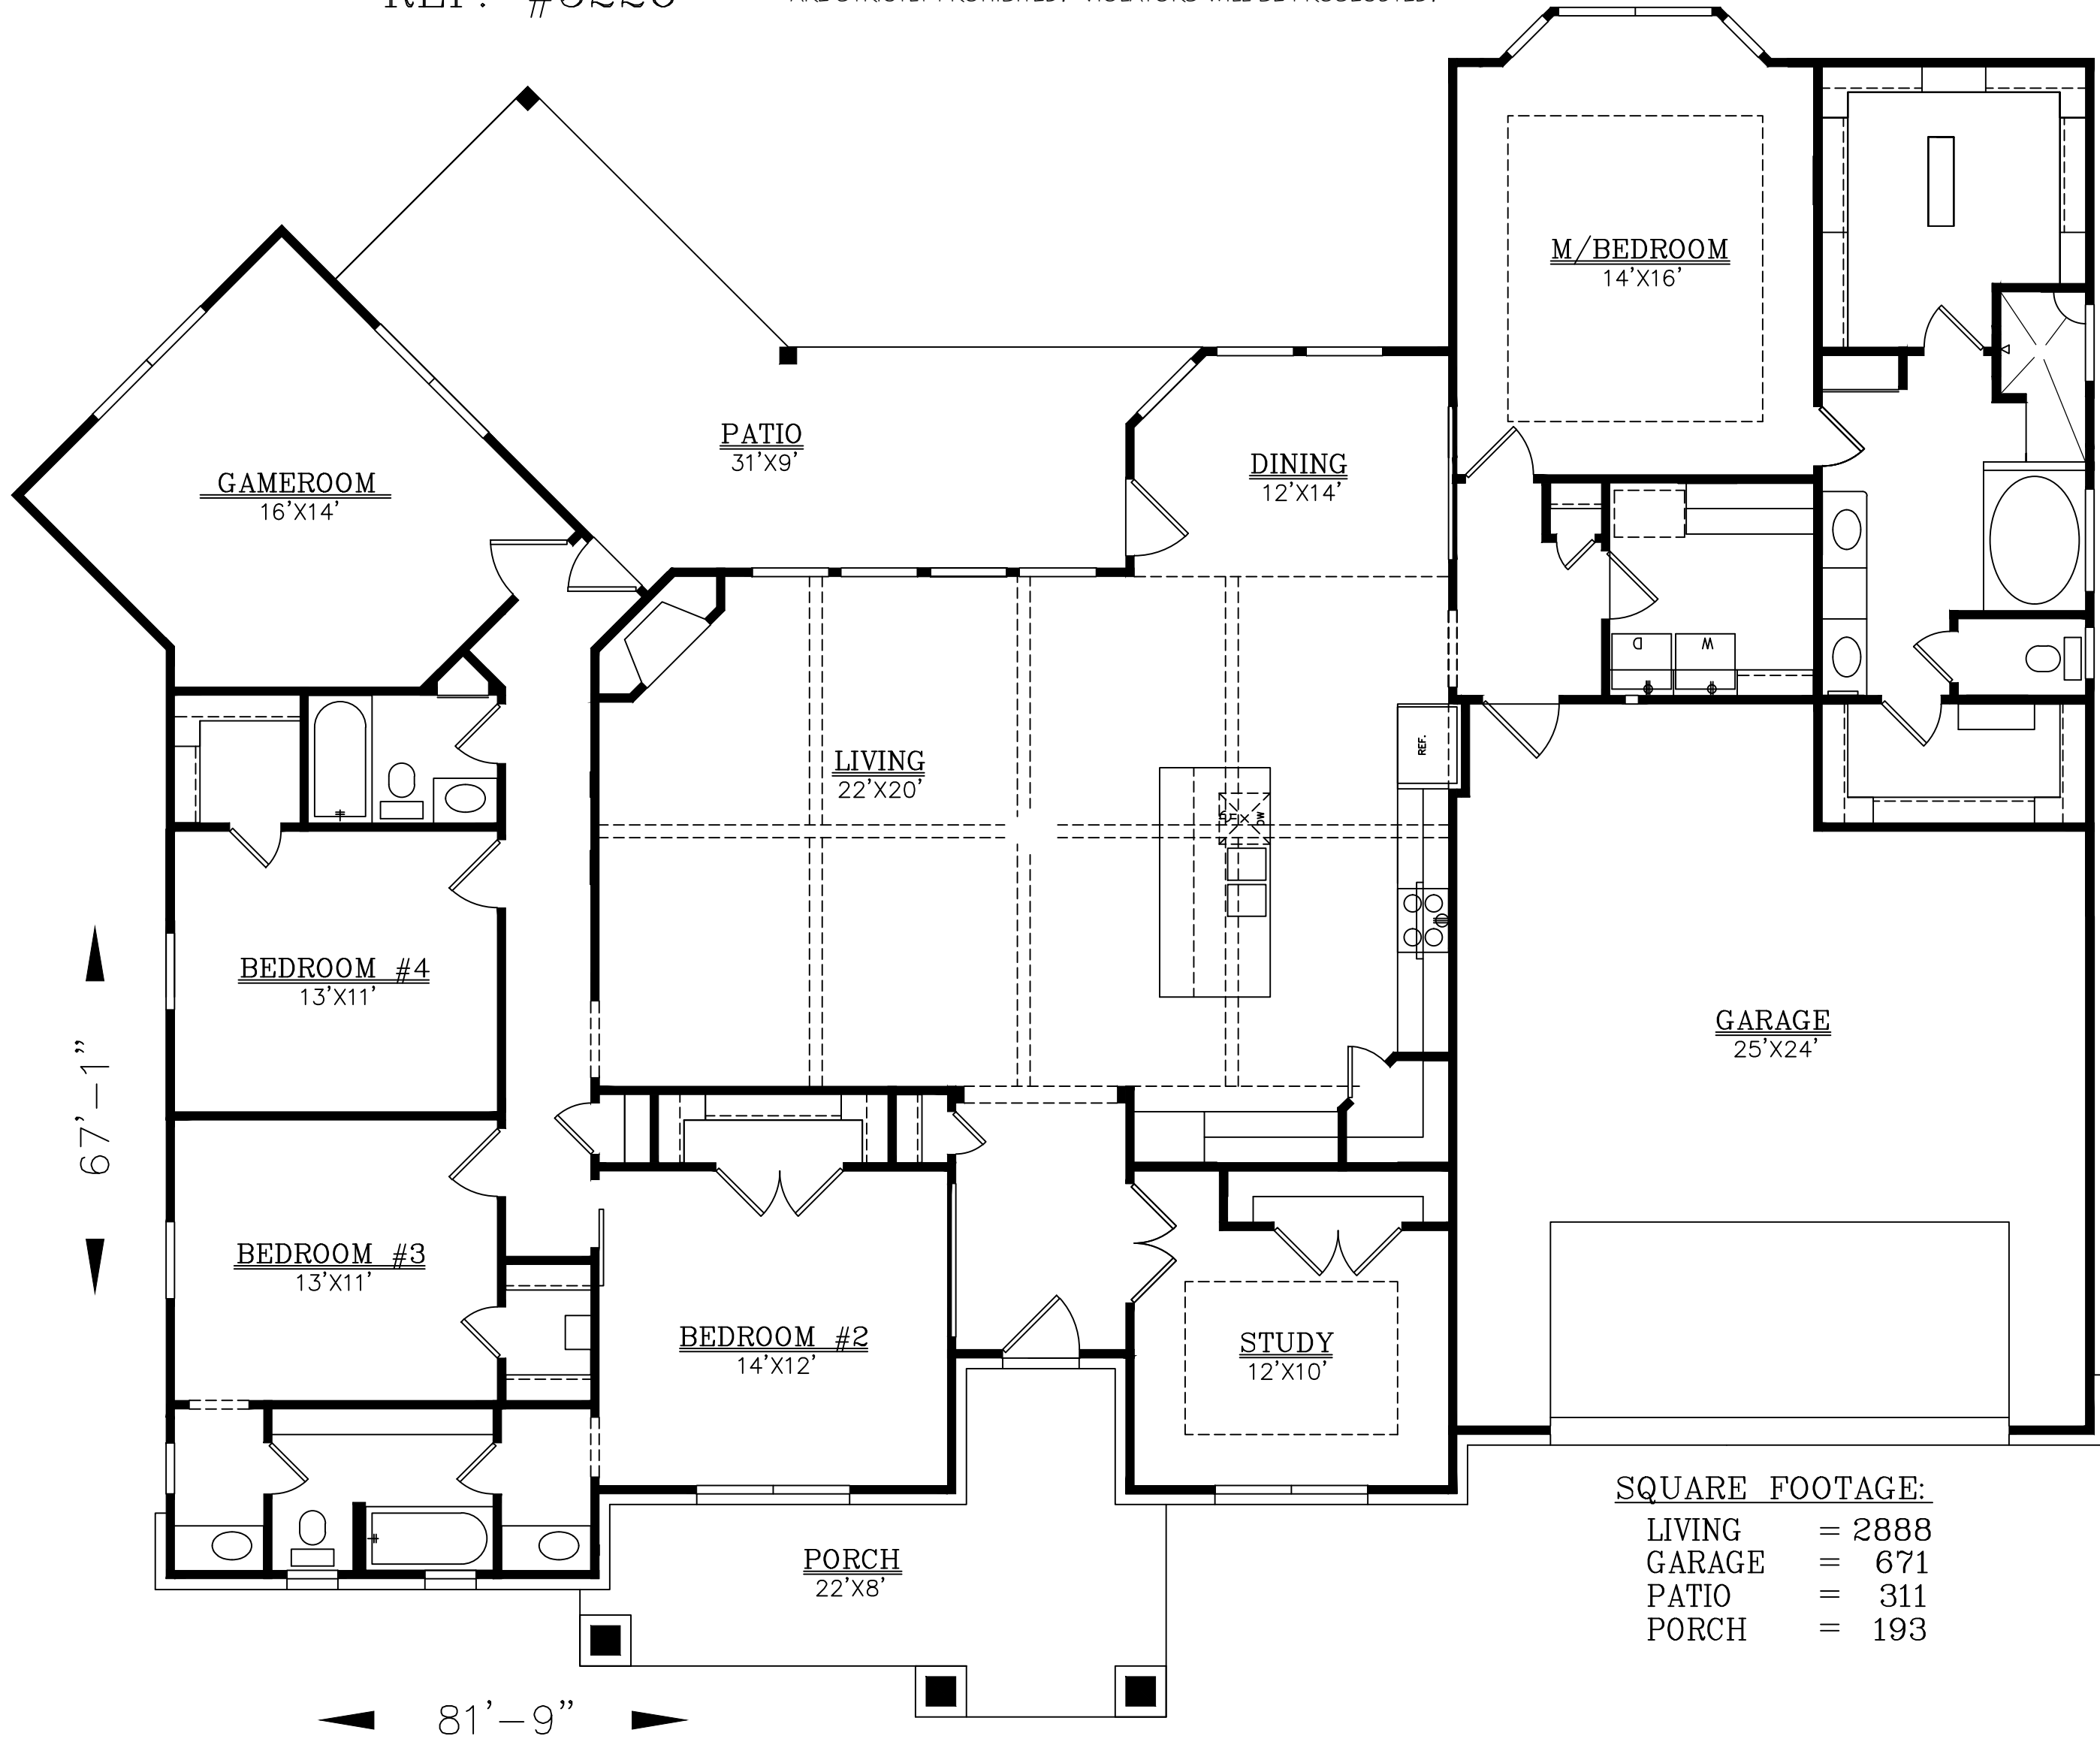 M/BEDROOM
14'X16'
PATIO
31'X9'
DINING
12'X14'
GAMEROOM
16'X14'
D
W
REF.
LIVING
22'X20'
DW
BEDROOM #4
13'X11'
GARAGE
25'X24'
67'-1"
BEDROOM #3
13'X11'
BEDROOM #2
14'X12'
STUDY
12'X10'
SQUARE FOOTAGE:
LIVING = 2888
GARAGE = 671
PATIO = 311
PORCH = 193
PORCH
22'X8'
81'-9"